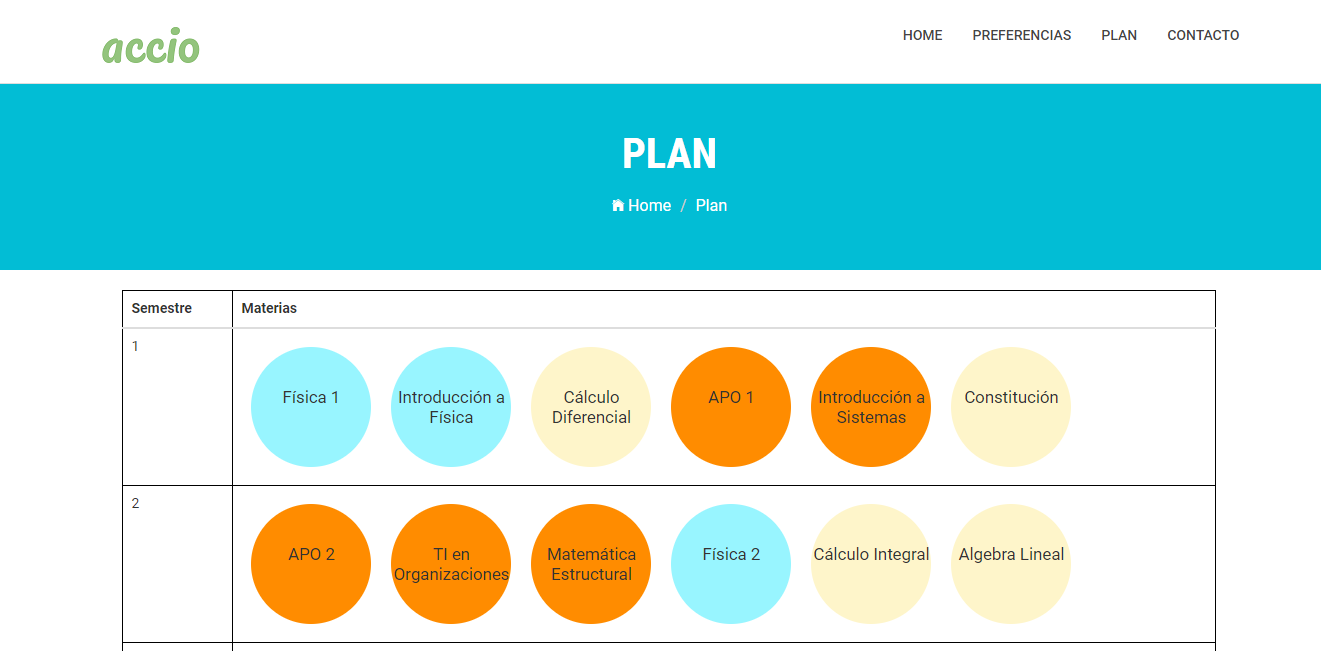 accio
HOME PREFERENCIAS PLAN CONTACTO
PLAN
Home / Plan
Semestre Materias
1
Física 1
Introducción a
Física
Cálculo
Diferencial
APO 1
Introducción a
Sistemas
Constitución
2
APO 2
TI en
Organizaciones
Matemática
Estructural
Física 2
Cálculo Integral
Algebra Lineal